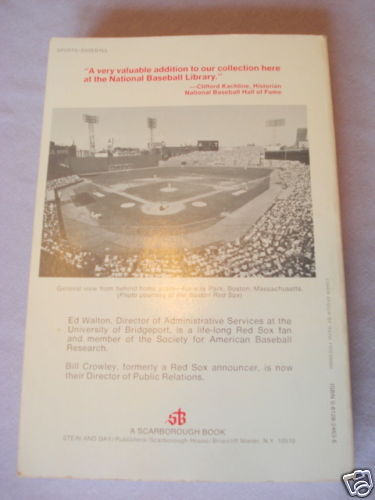 SPORTS-BASEBALL
"A very valuable addition to our collection here
at the National Baseball Library."
—Clifford Kachline, Historian
National Baseball Hall of Fame
General view from behind home plate—Fenway Park, Boston, Massachusetts.
(Photo courtesy of the Boston Red Sox)
Ed Walton, Director of Administrative Services at the
University of Bridgeport, is a life-long Red Sox fan
and member of the Society for American Baseball
Research.
Bill Crowley, formerly a Red Sox announcer, is now
their Director of Public Relations.
A SCARBOROUGH BOOK
STEIN AND DAY/Publishers/Scarborough House/Briarcliff Manor, N.Y. 10510
ebay